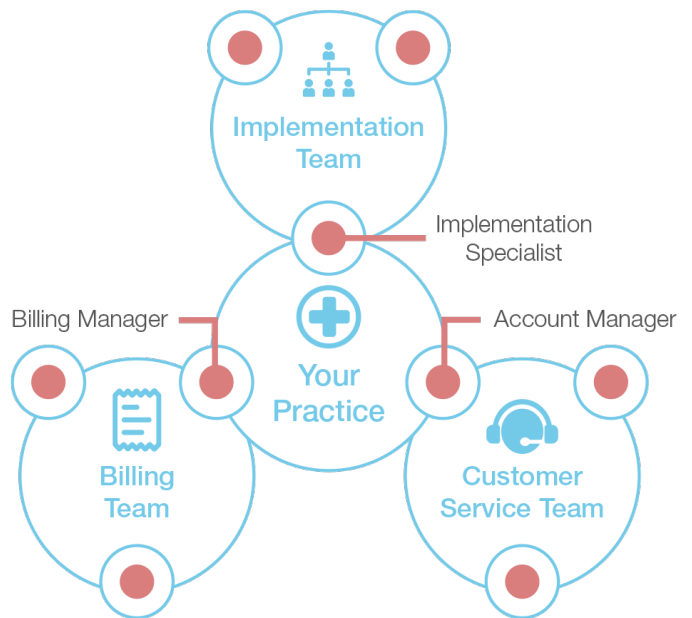 Implementation
Team
Implementation
Specialist
Billing Manager
Account Manager
Your
Practice
Billing
Team
Customer
Service Team